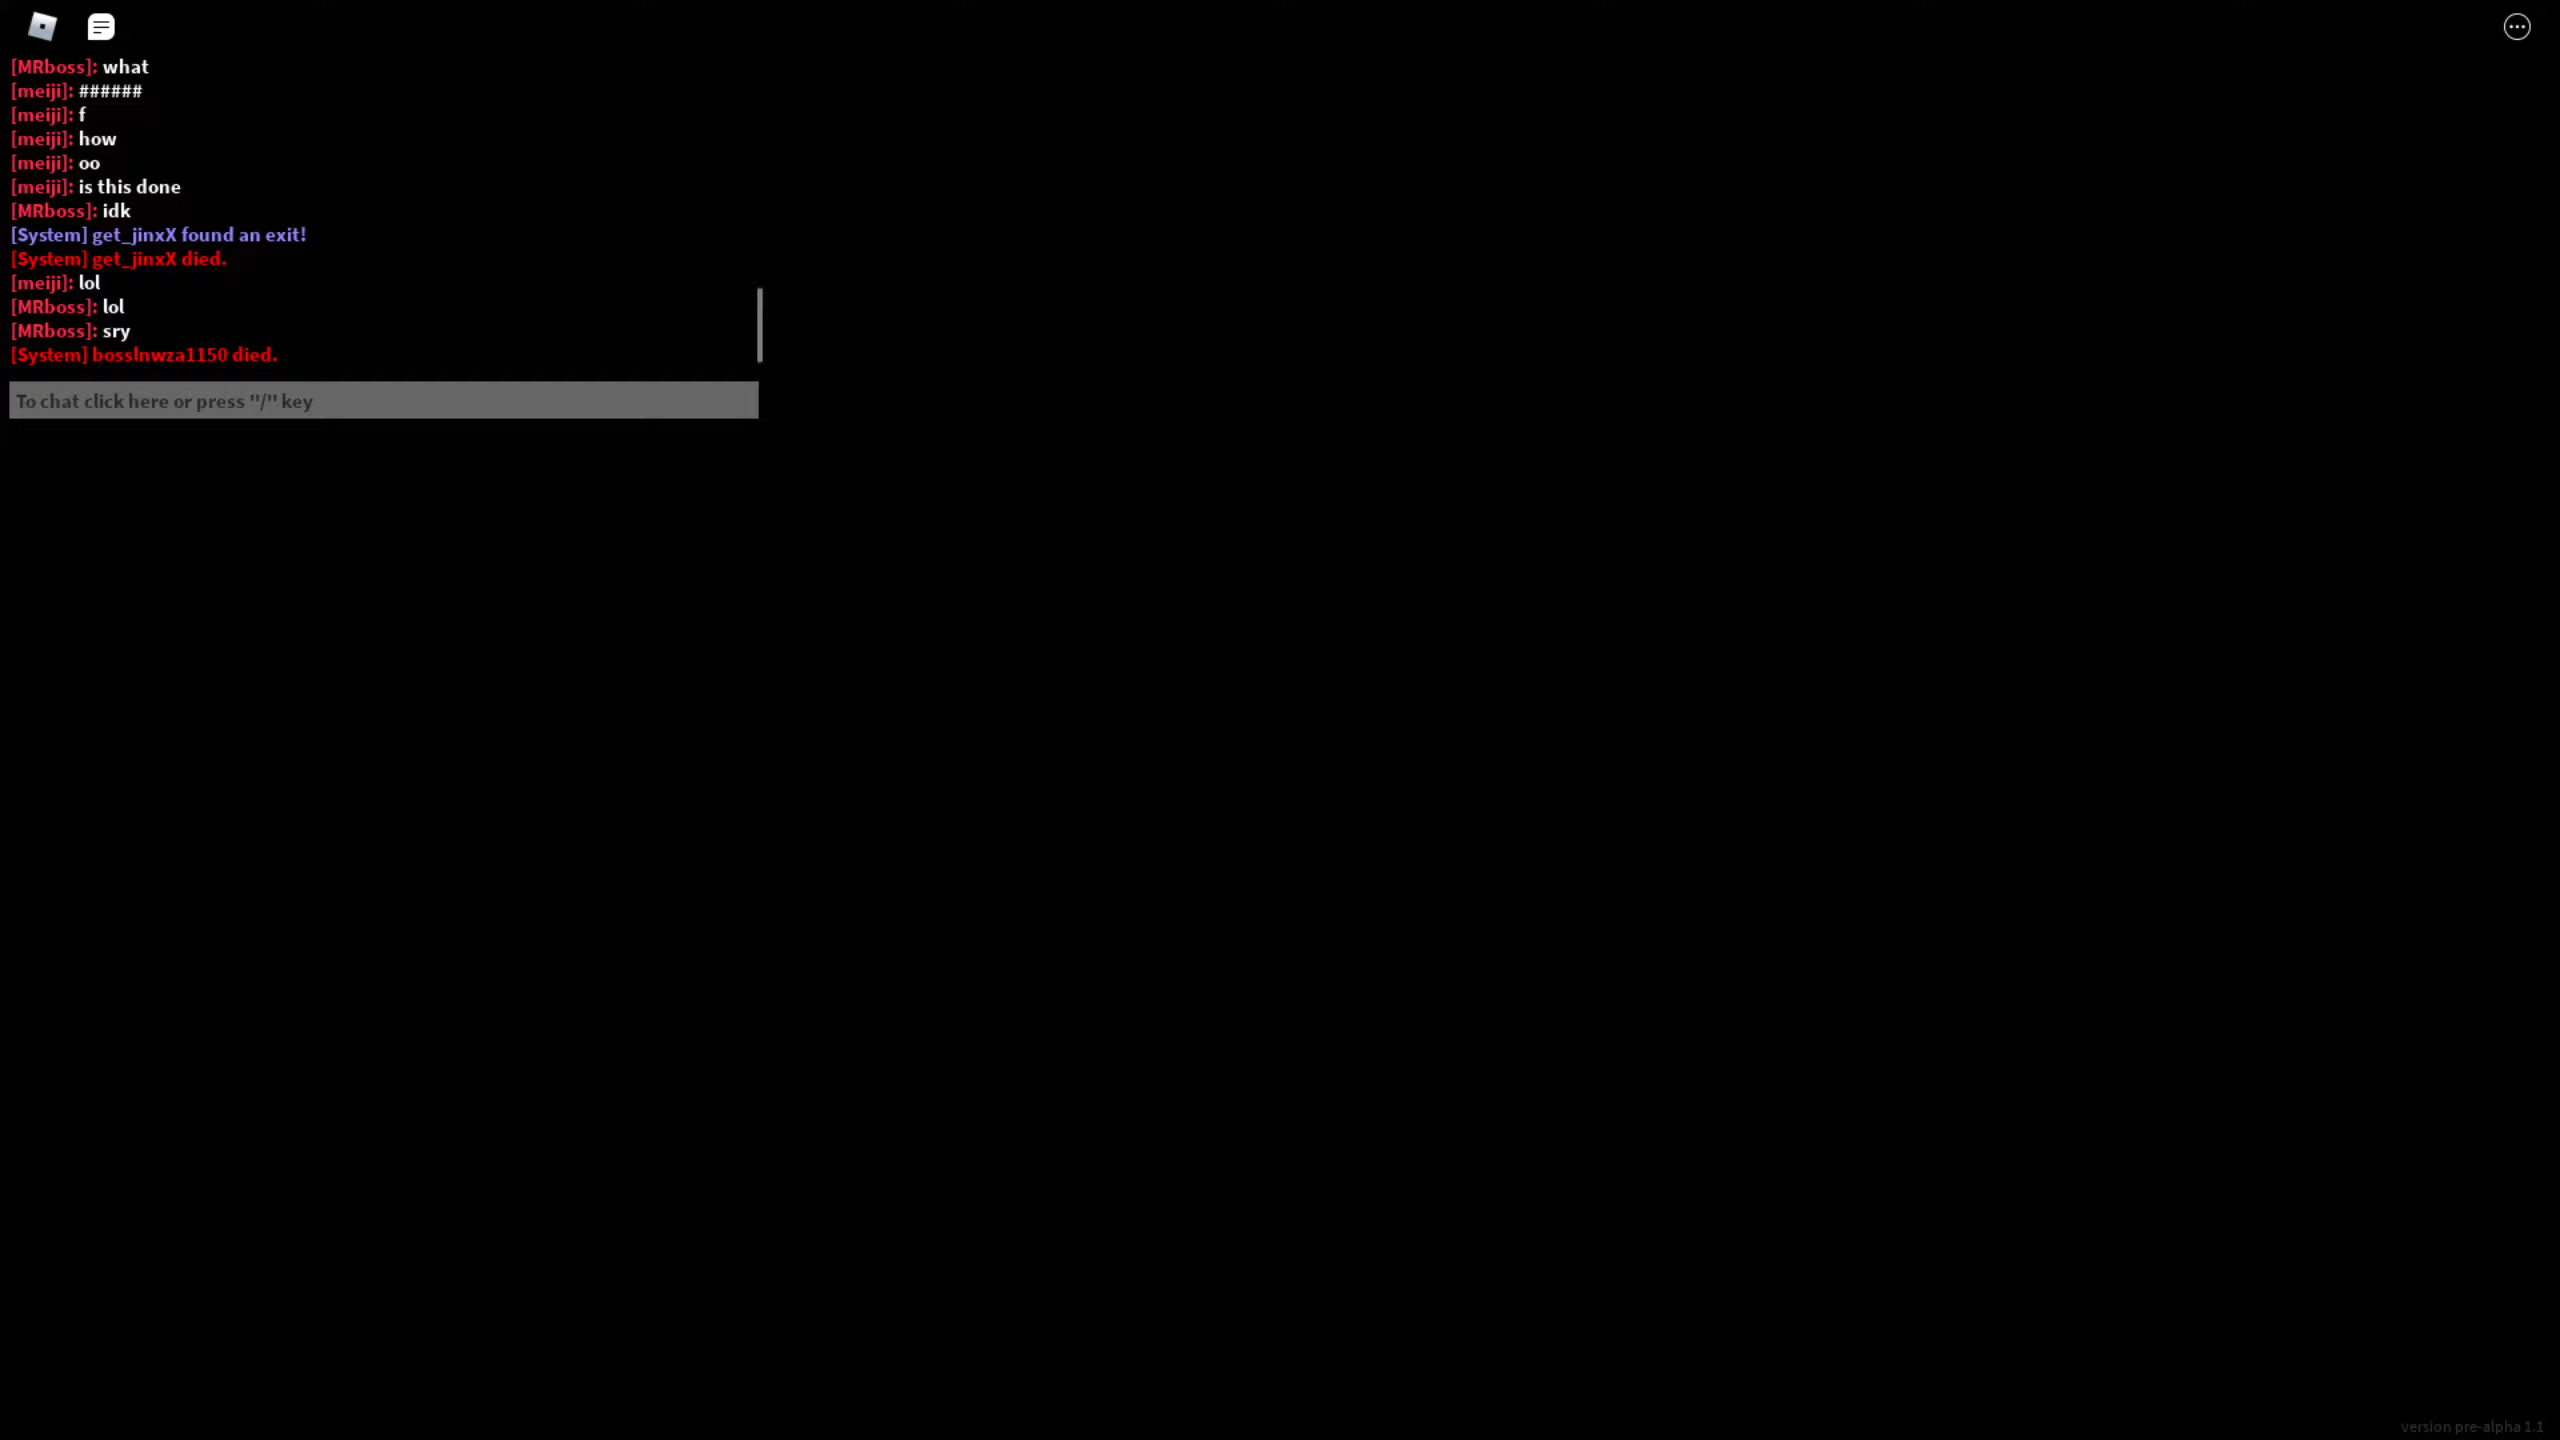 [MRboss]: what
[meiji]: ######
[meiji]: f
[meiji]: how
[meiji]: oo
[meiji]: is this done
[MRboss]: idk
[System] get_jinxX found an exit!
[System] get_jinxX died.
[meiji]: lol
[MRboss]: lol
[MRboss]: sry
[System] bosslnwza1150 died.
To chat click here or press "/" key
version pre-alpha 1.1